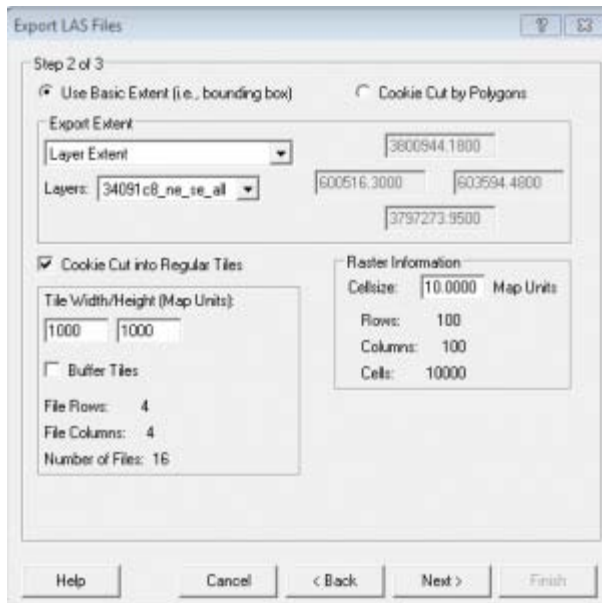 Export LAS Files
Step 2 of 3
Use Basic Extent (i.e., bounding box) Cookie Cut by Polygons
Export Extent
Layer Extent
3800944.1800
Layers: 34091c8_ne_se_all
600516.3000 603594.4800
3797273.9500
Cookie Cut into Regular Tiles
Raster Information
Cellsize: 10.0000 Map Units
Tile Width/Height (Map Units):
1000 1000
Rows: 100
Columns: 100
Buffer Tiles
Cells: 10000
File Rows: 4
File Columns: 4
Number of Files: 16
Help Cancel < Back Next > Finish